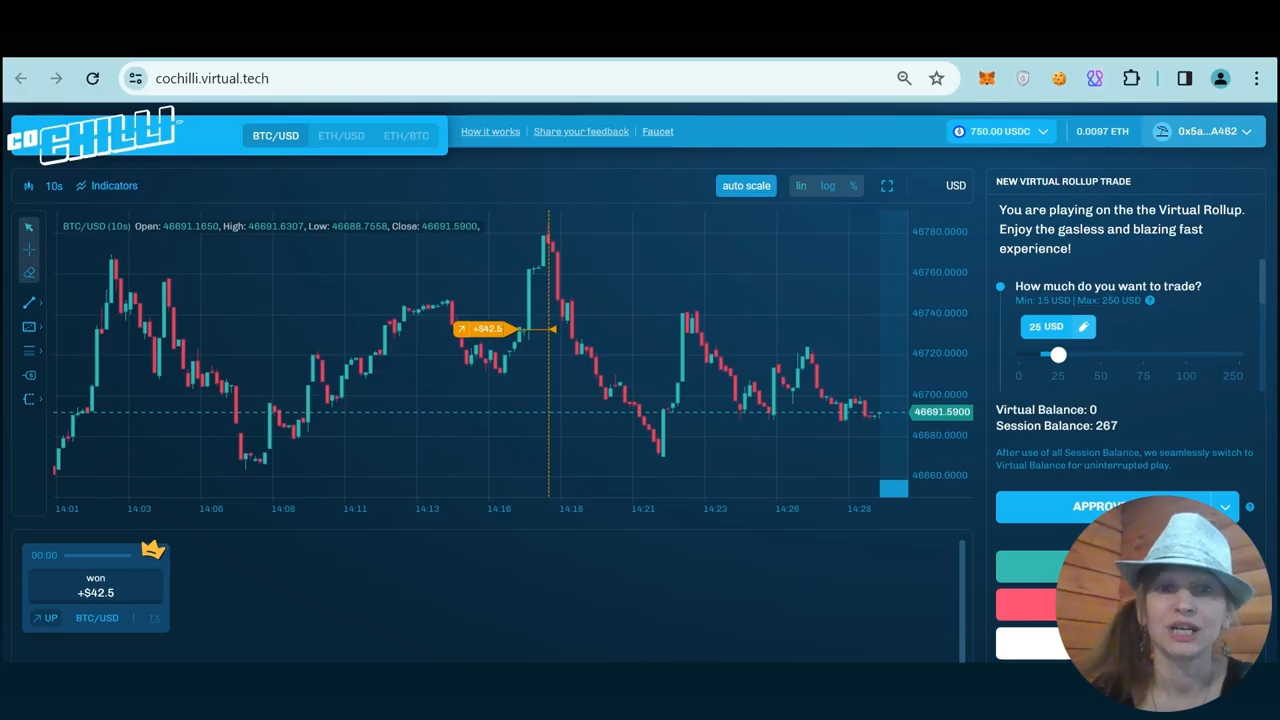 cochilli.virtual.tech
CO CHILLI
BTC/USD ETH/USD ETH/BTC
How it works Share your feedback Faucet
750.00 USDC
0.0097 ETH
0x5a...A462
10s Indicators
auto scale
lin log %
USD
BTC/USD (10s) Open: 46691.1650, High: 46691.6307, Low: 46688.7558, Close: 46691.5900,
46780.0000
46760.0000
46740.0000
46720.0000
46700.0000
46691.5900
46680.0000
46660.0000
+$42.5
14:01 14:03 14:06 14:08 14:11 14:13 14:16 14:18 14:21 14:23 14:26 14:28
00:00
won
+$42.5
UP BTC/USD TX
NEW VIRTUAL ROLLUP TRADE
You are playing on the the Virtual Rollup.
Enjoy the gasless and blazing fast
experience!
How much do you want to trade?
Min: 15 USD | Max: 250 USD ?
25 USD
0 25 50 75 100 250
Virtual Balance: 0
Session Balance: 267
After use of all Session Balance, we seamlessly switch to
Virtual Balance for uninterrupted play.